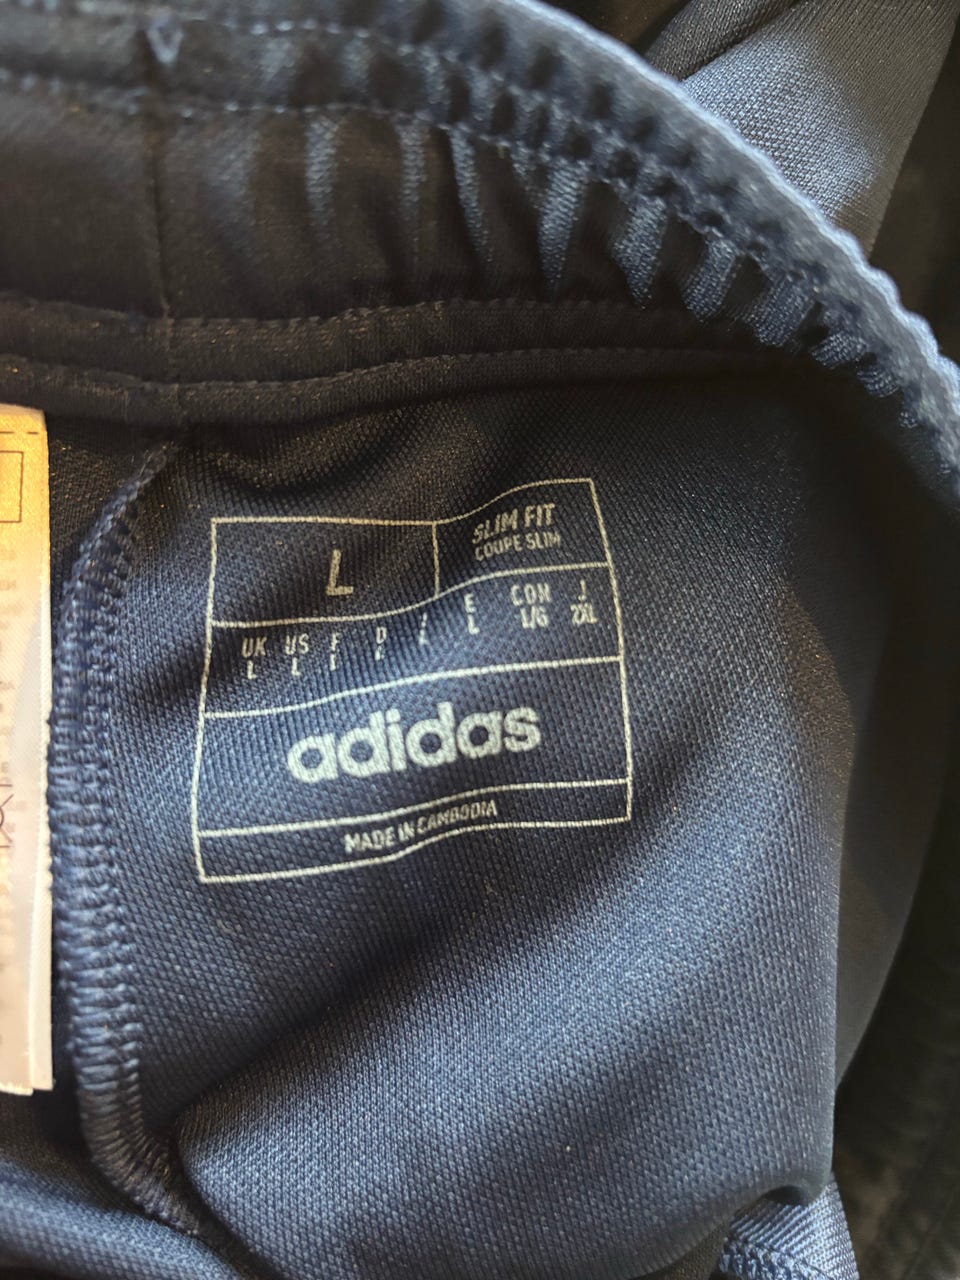 L
SLIM FIT
COUPE SLIM
UK US F D I E CON J
L L L L L L L/G 2XL
adidas
MADE IN CAMBODIA